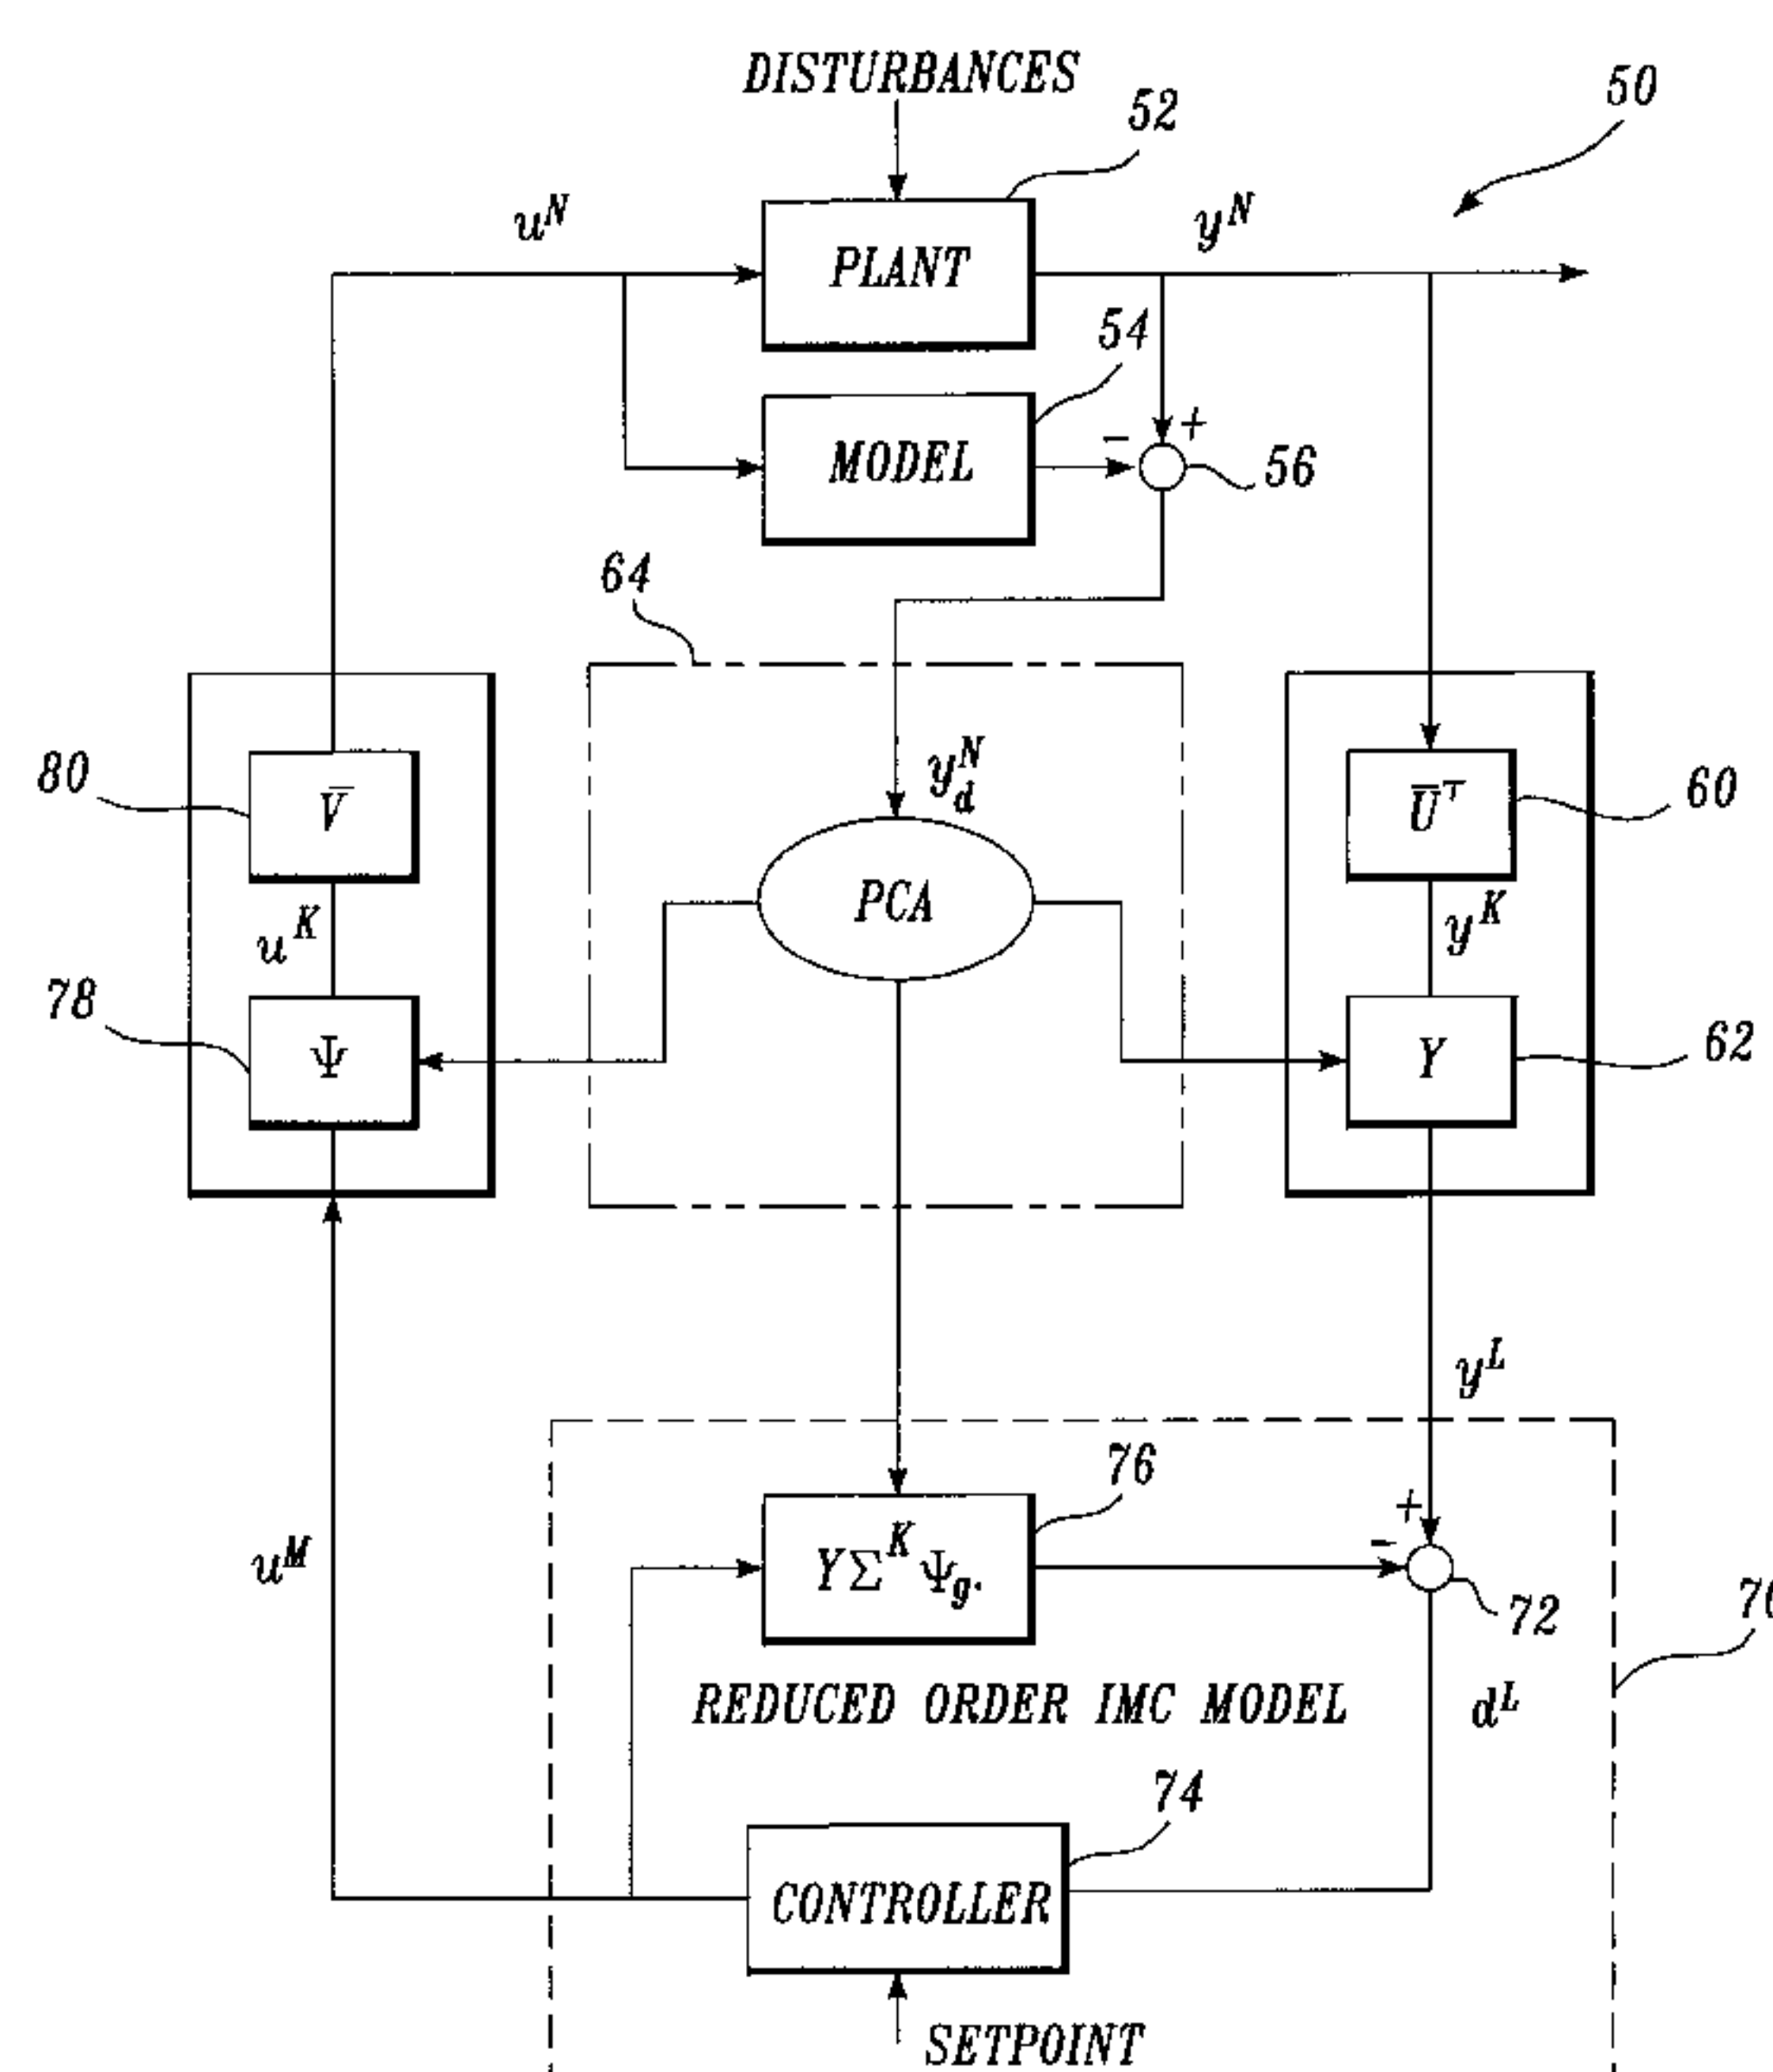 DISTURBANCES
52
50
u^N
PLANT
y^N
54
MODEL
- +
56
64
80
V̄
y_d^N
Ū^T
60
PCA
u^K
y^K
78
Ψ
Y
62
y^L
76
+
-
YΣ^K Ψ_g.
u^M
72
REDUCED ORDER IMC MODEL
d^L
74
CONTROLLER
SETPOINT